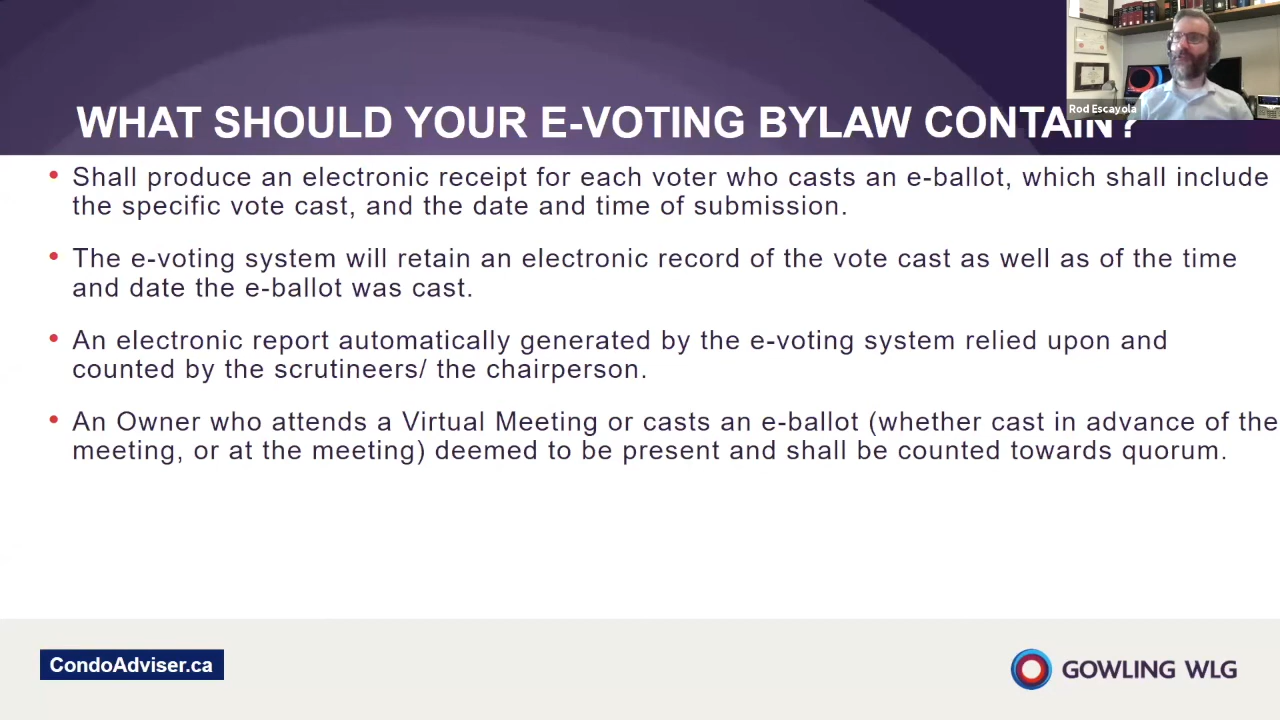 WHAT SHOULD YOUR E-VOTING BYLAW CONTAIN?
Rod Escayola
• Shall produce an electronic receipt for each voter who casts an e-ballot, which shall include
the specific vote cast, and the date and time of submission.
• The e-voting system will retain an electronic record of the vote cast as well as of the time
and date the e-ballot was cast.
• An electronic report automatically generated by the e-voting system relied upon and
counted by the scrutineers/ the chairperson.
• An Owner who attends a Virtual Meeting or casts an e-ballot (whether cast in advance of the
meeting, or at the meeting) deemed to be present and shall be counted towards quorum.
CondoAdviser.ca
GOWLING WLG